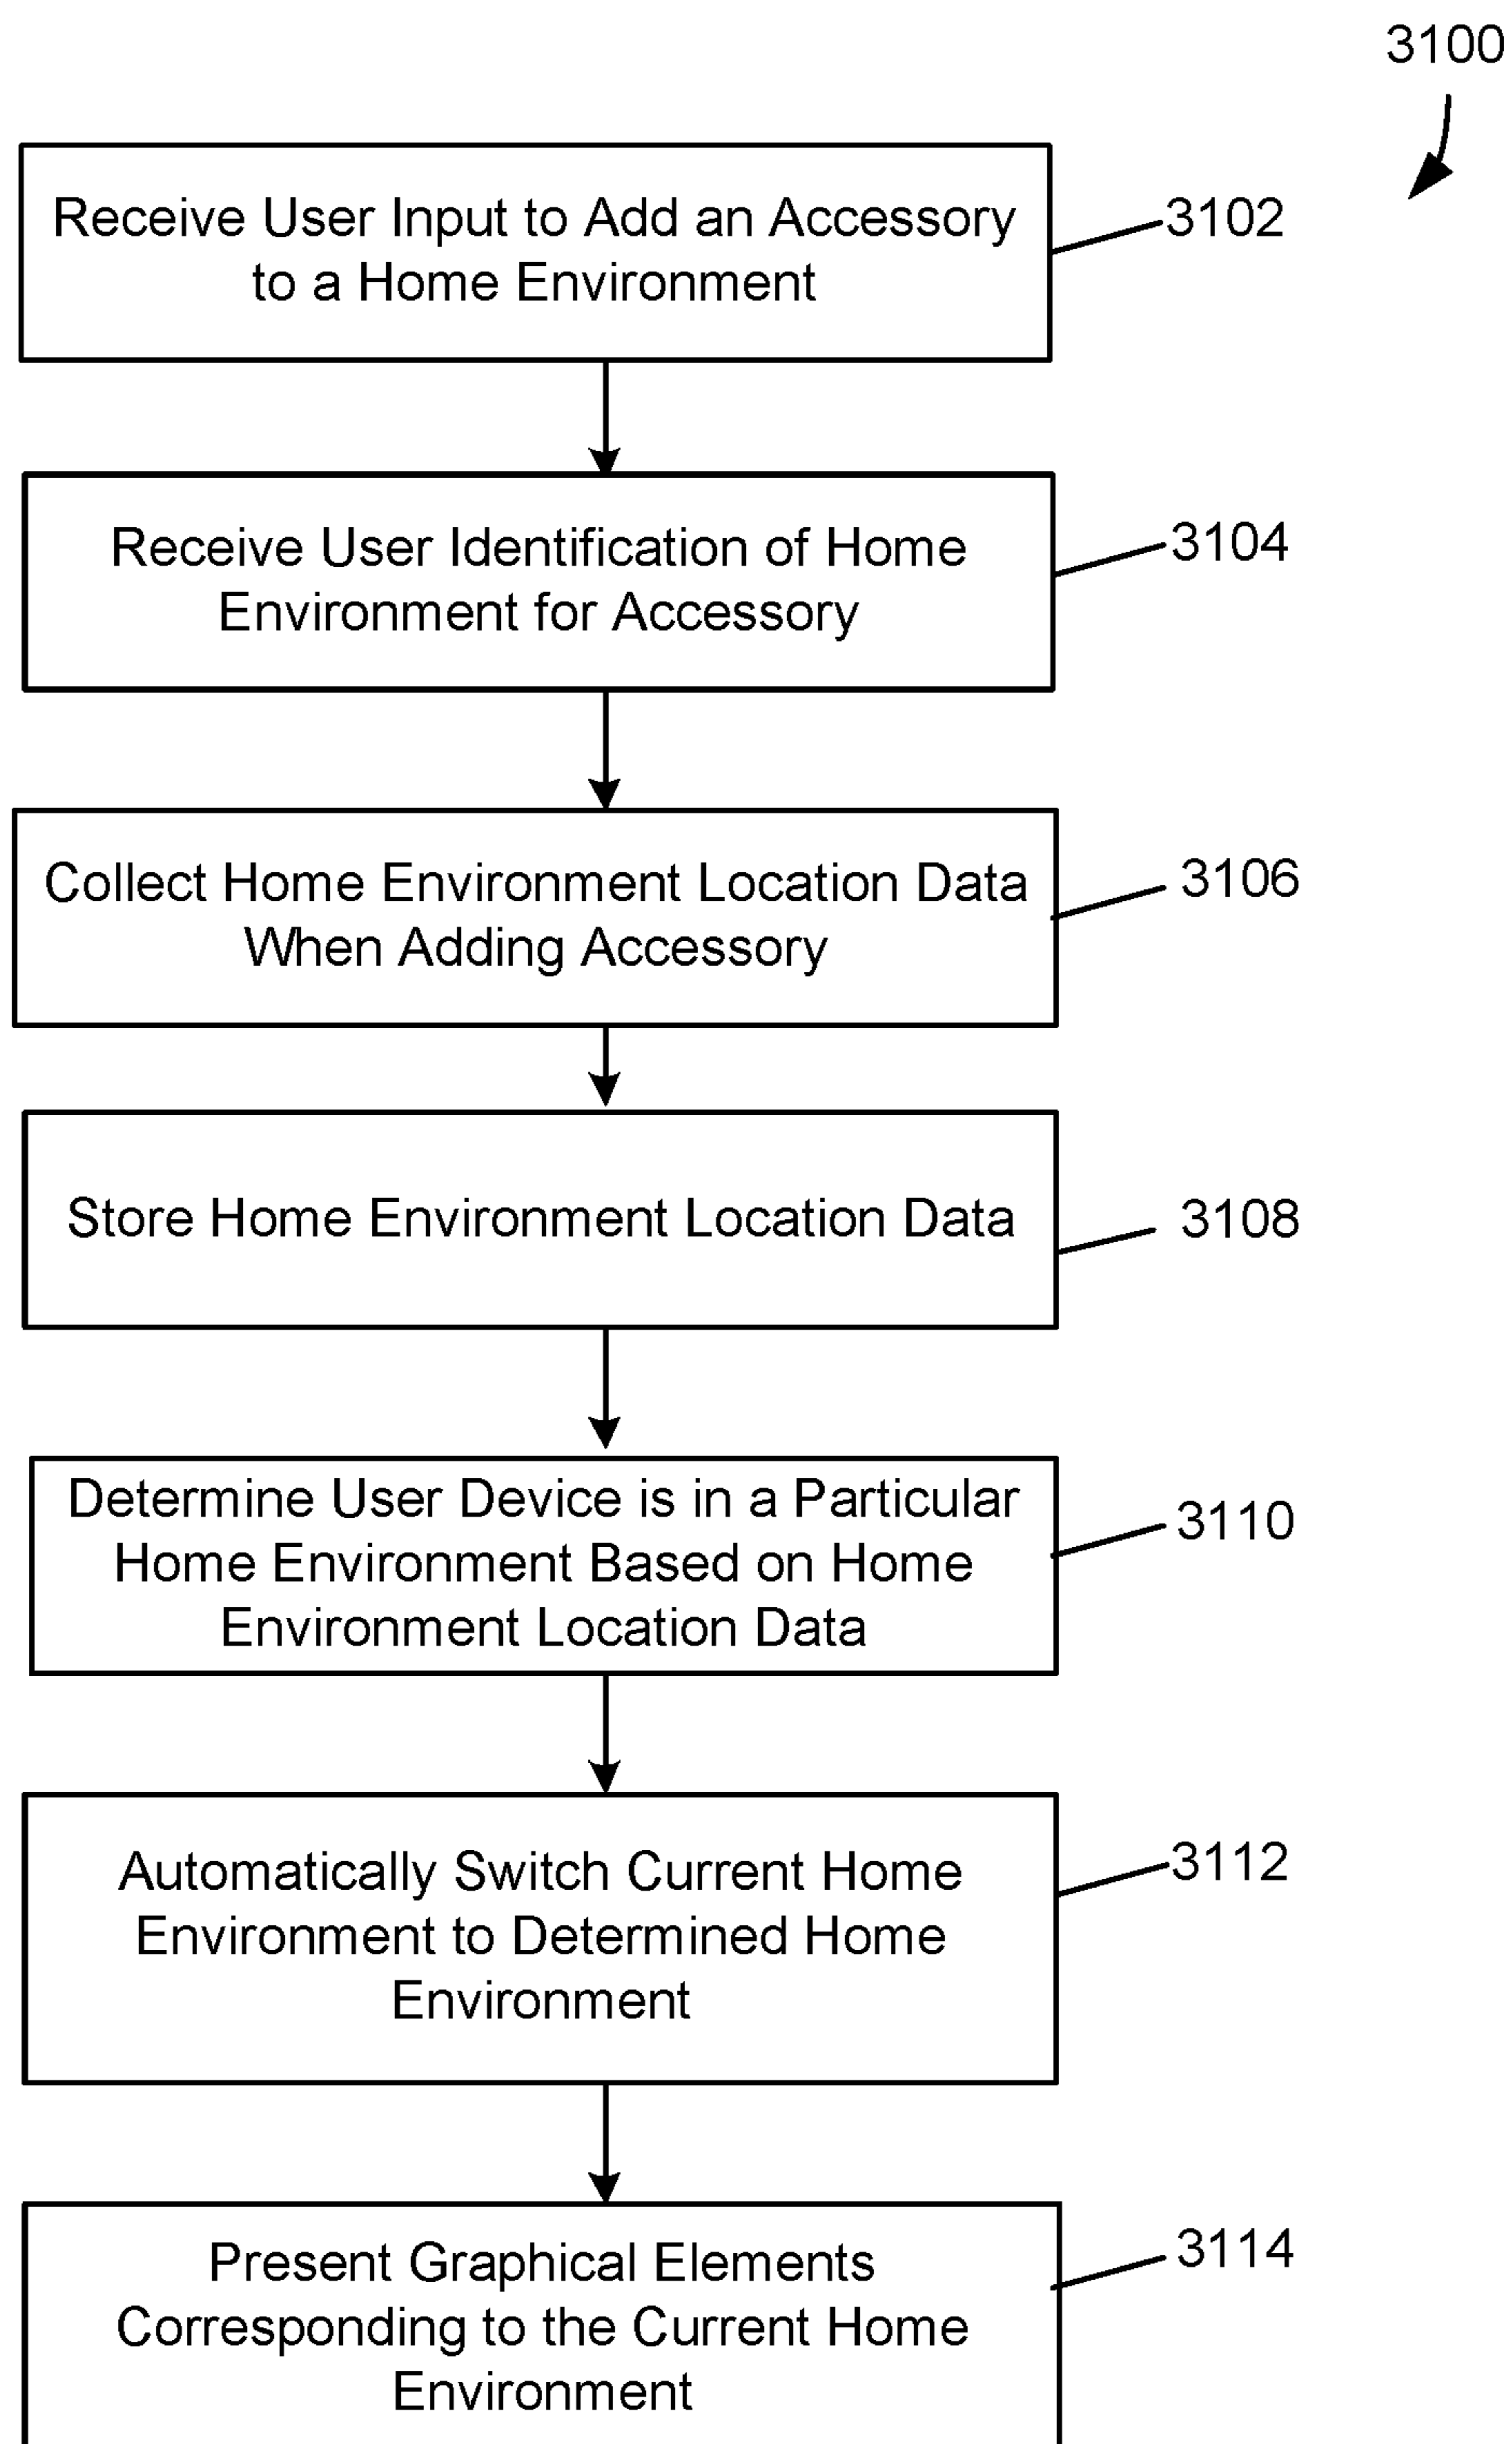 3100
Receive User Input to Add an Accessory
to a Home Environment
3102
Receive User Identification of Home
Environment for Accessory
3104
Collect Home Environment Location Data
When Adding Accessory
3106
Store Home Environment Location Data
3108
Determine User Device is in a Particular
Home Environment Based on Home
Environment Location Data
3110
Automatically Switch Current Home
Environment to Determined Home
Environment
3112
Present Graphical Elements
Corresponding to the Current Home
Environment
3114